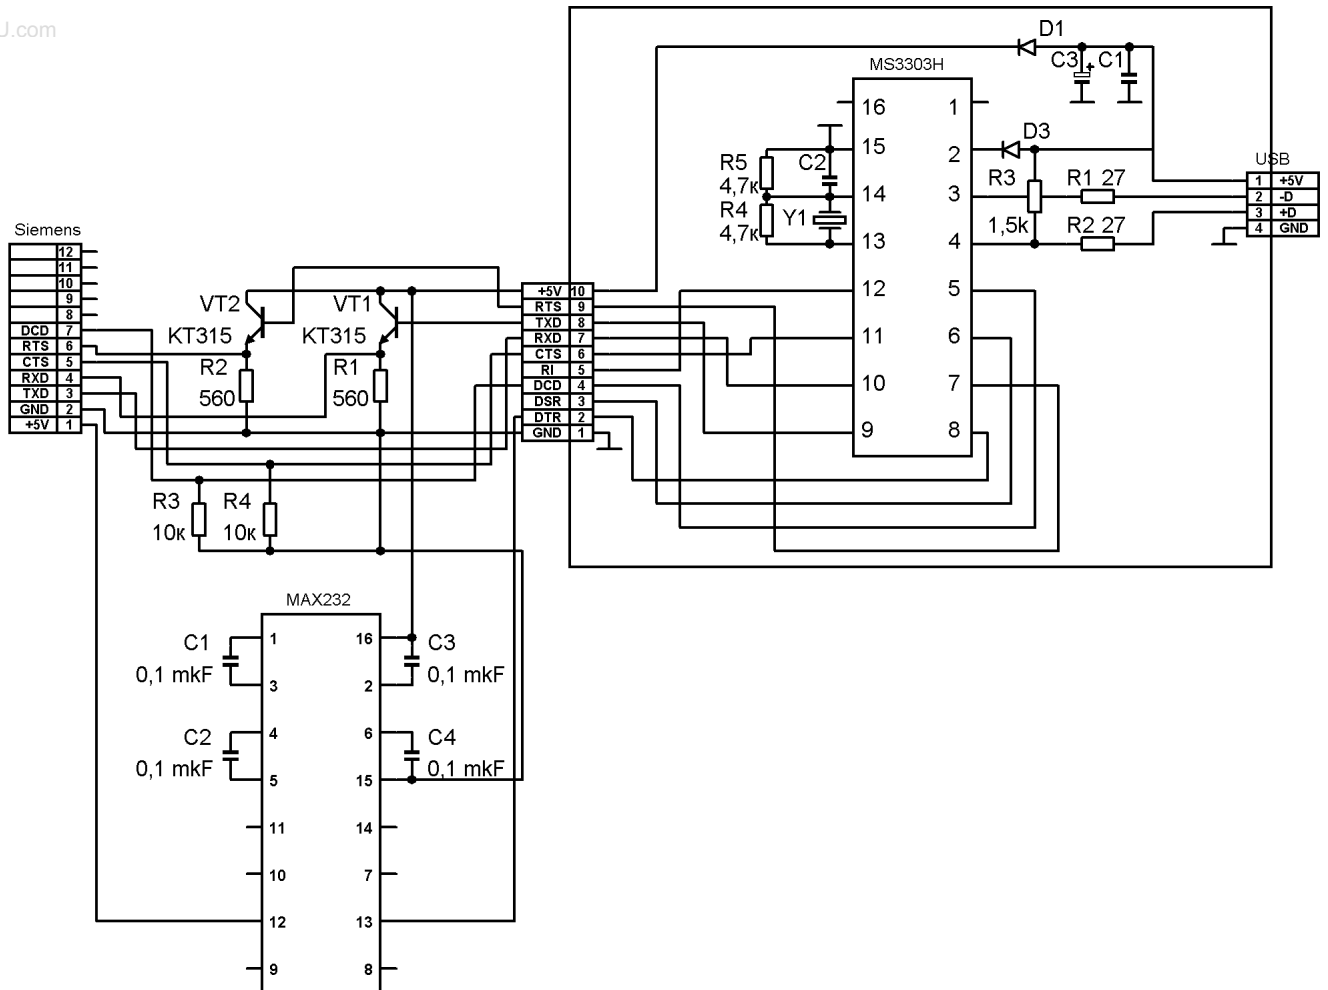 J.com
D1
C3 + C1
MS3303H
16 1
15 2
14 3
13 4
12 5
11 6
10 7
9 8
D3
R5
4,7к
C2
R4
4,7к
Y1
R3
1,5k
R1 27
R2 27
USB
1 +5V
2 -D
3 +D
4 GND
Siemens
12
11
10
9
8
DCD 7
RTS 6
CTS 5
RXD 4
TXD 3
GND 2
+5V 1
VT2
KT315
R2
560
VT1
KT315
R1
560
+5V 10
RTS 9
TXD 8
RXD 7
CTS 6
RI 5
DCD 4
DSR 3
DTR 2
GND 1
R3
10к
R4
10к
MAX232
C1
0,1 mkF
C2
0,1 mkF
1 16
3 2
4 6
5 15
11 14
10 7
12 13
9 8
C3
0,1 mkF
C4
0,1 mkF